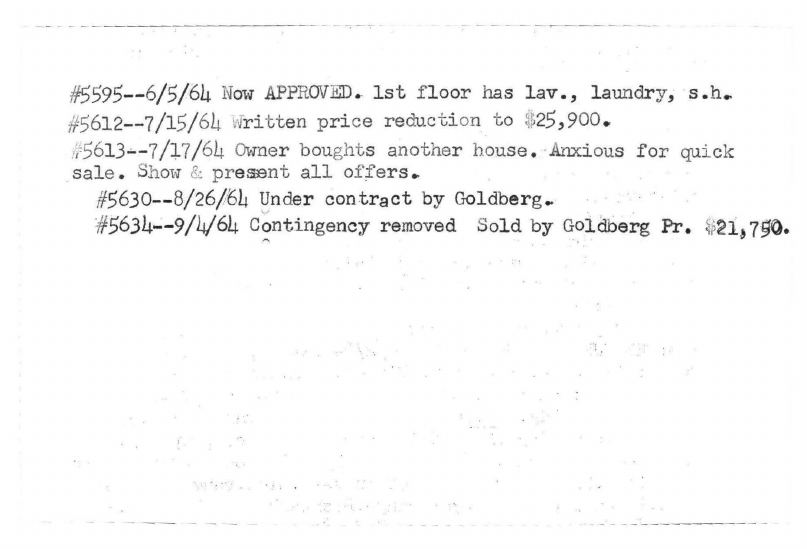 #5595--6/5/64 Now APPROVED. 1st floor has lav., laundry, s.h.
#5612--7/15/64 Written price reduction to $25,900.
#5613--7/17/64 Owner boughts another house. Anxious for quick
sale. Show & present all offers.
#5630--8/26/64 Under contract by Goldberg.
#5634--9/4/64 Contingency removed Sold by Goldberg Pr. $21,750.